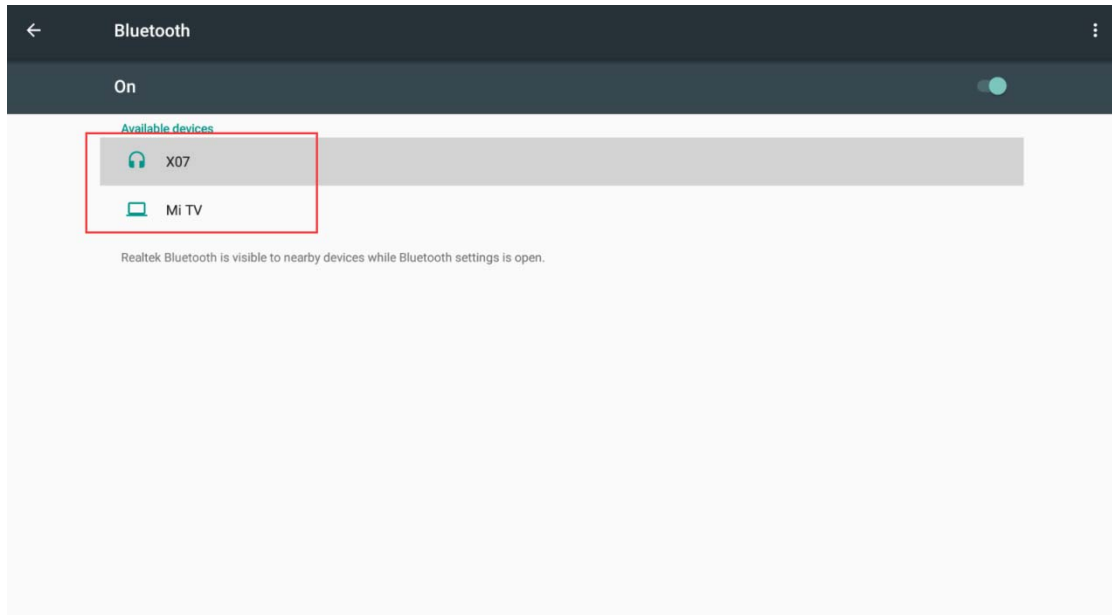 Bluetooth
On
Available devices
X07
Mi TV
Realtek Bluetooth is visible to nearby devices while Bluetooth settings is open.